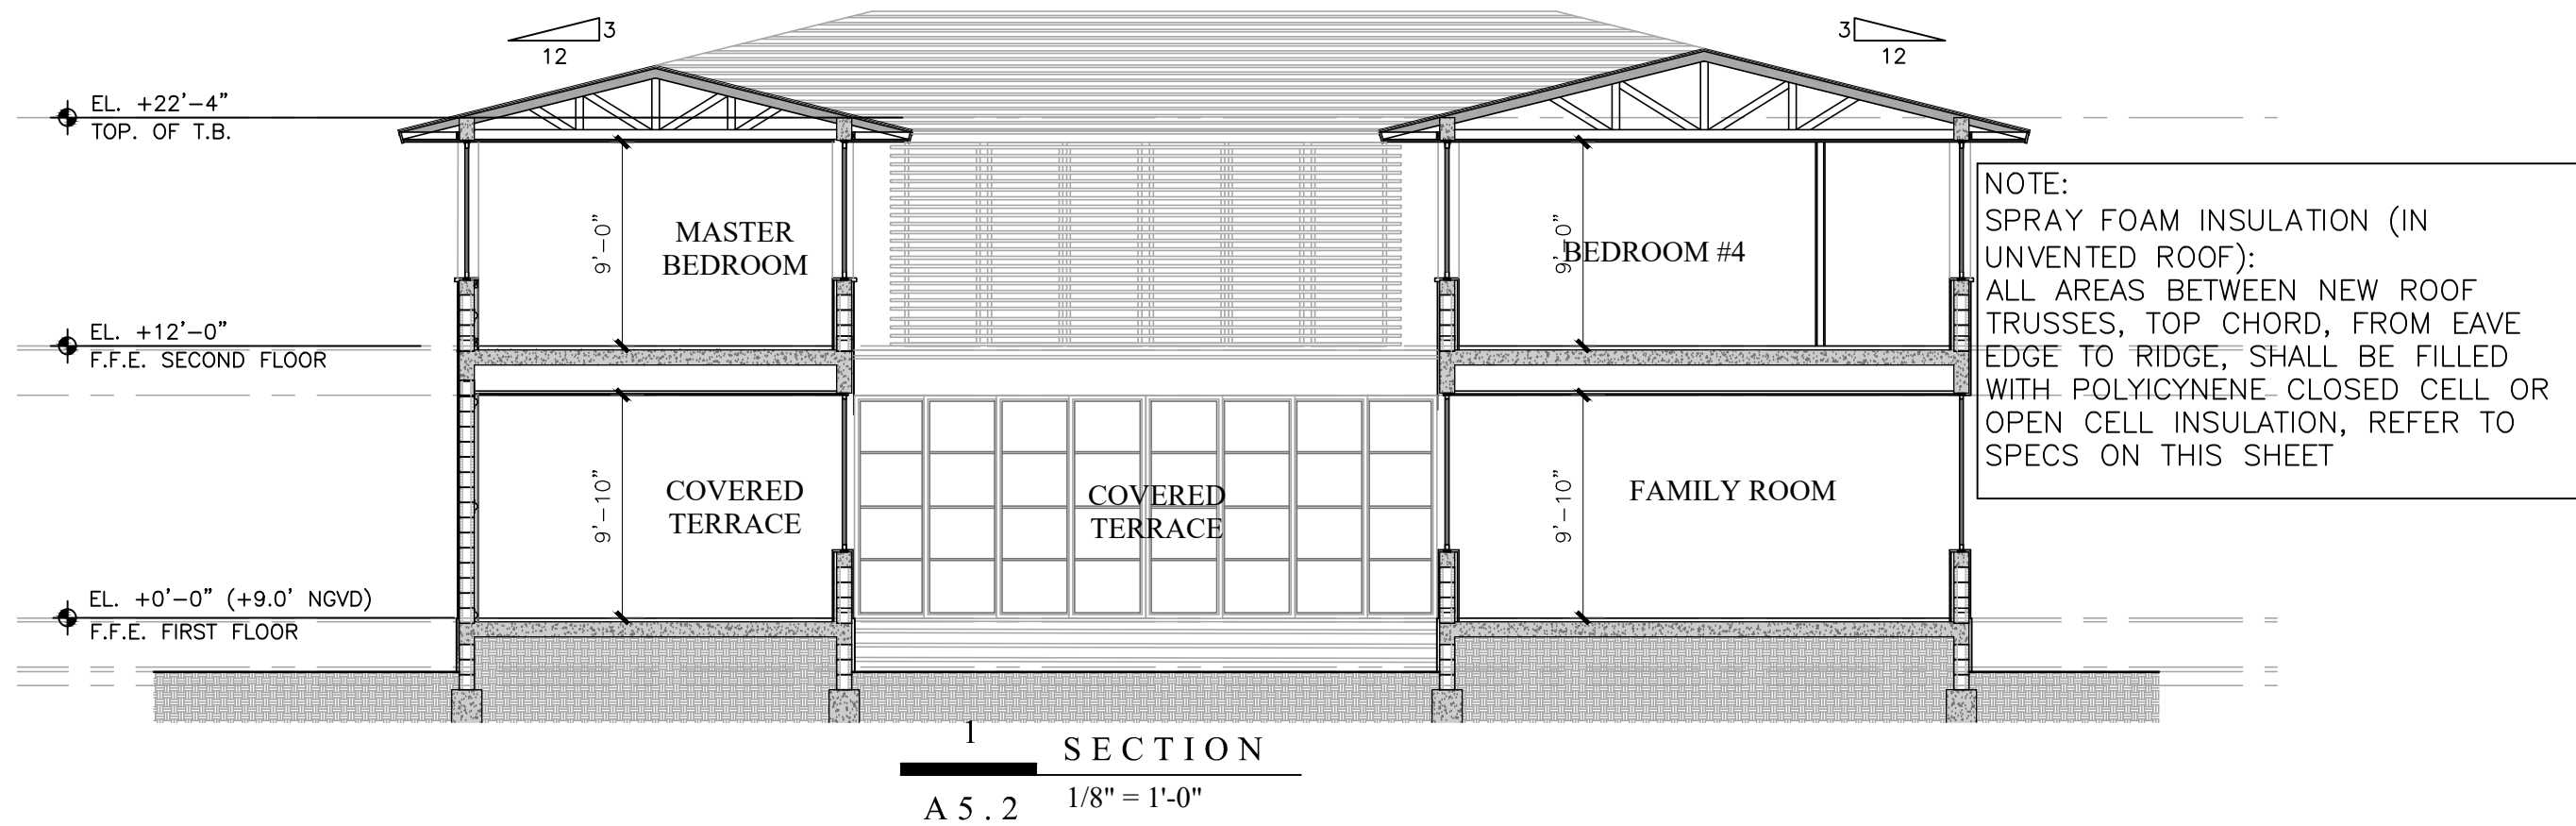 3
12
3
12
EL. +22'-4"
TOP. OF T.B.
9'-0"
MASTER
BEDROOM
9'-0"
BEDROOM #4
NOTE:
SPRAY FOAM INSULATION (IN
UNVENTED ROOF):
ALL AREAS BETWEEN NEW ROOF
TRUSSES, TOP CHORD, FROM EAVE
EDGE TO RIDGE, SHALL BE FILLED
WITH POLYICYNENE CLOSED CELL OR
OPEN CELL INSULATION, REFER TO
SPECS ON THIS SHEET
EL. +12'-0"
F.F.E. SECOND FLOOR
9'-10"
COVERED
TERRACE
COVERED
TERRACE
9'-10"
FAMILY ROOM
EL. +0'-0" (+9.0' NGVD)
F.F.E. FIRST FLOOR
1
SECTION
A5.2
1/8" = 1'-0"